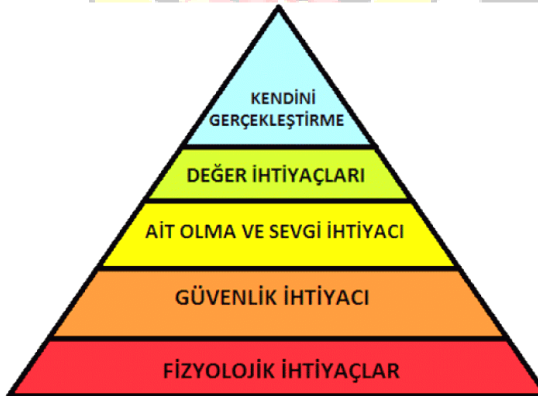 KENDİNİ
GERÇEKLEŞTİRME
DEĞER İHTİYAÇLARI
AİT OLMA VE SEVGİ İHTİYACI
GÜVENLİK İHTİYACI
FİZYOLOJİK İHTİYAÇLAR